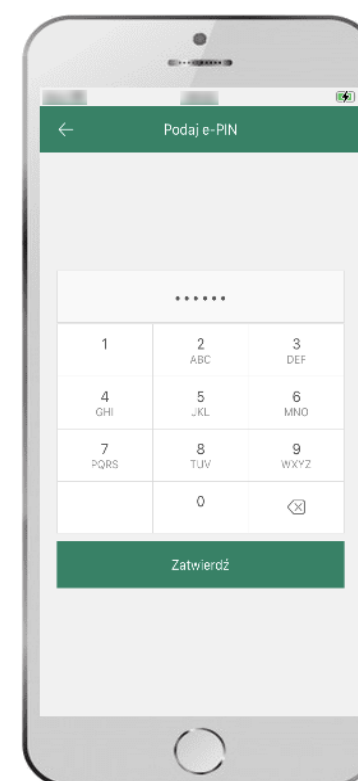 Podaj e-PIN
••••••
1 2 3
ABC DEF
4 5 6
GHI JKL MNO
7 8 9
PQRS TUV WXYZ
0
Zatwierdź